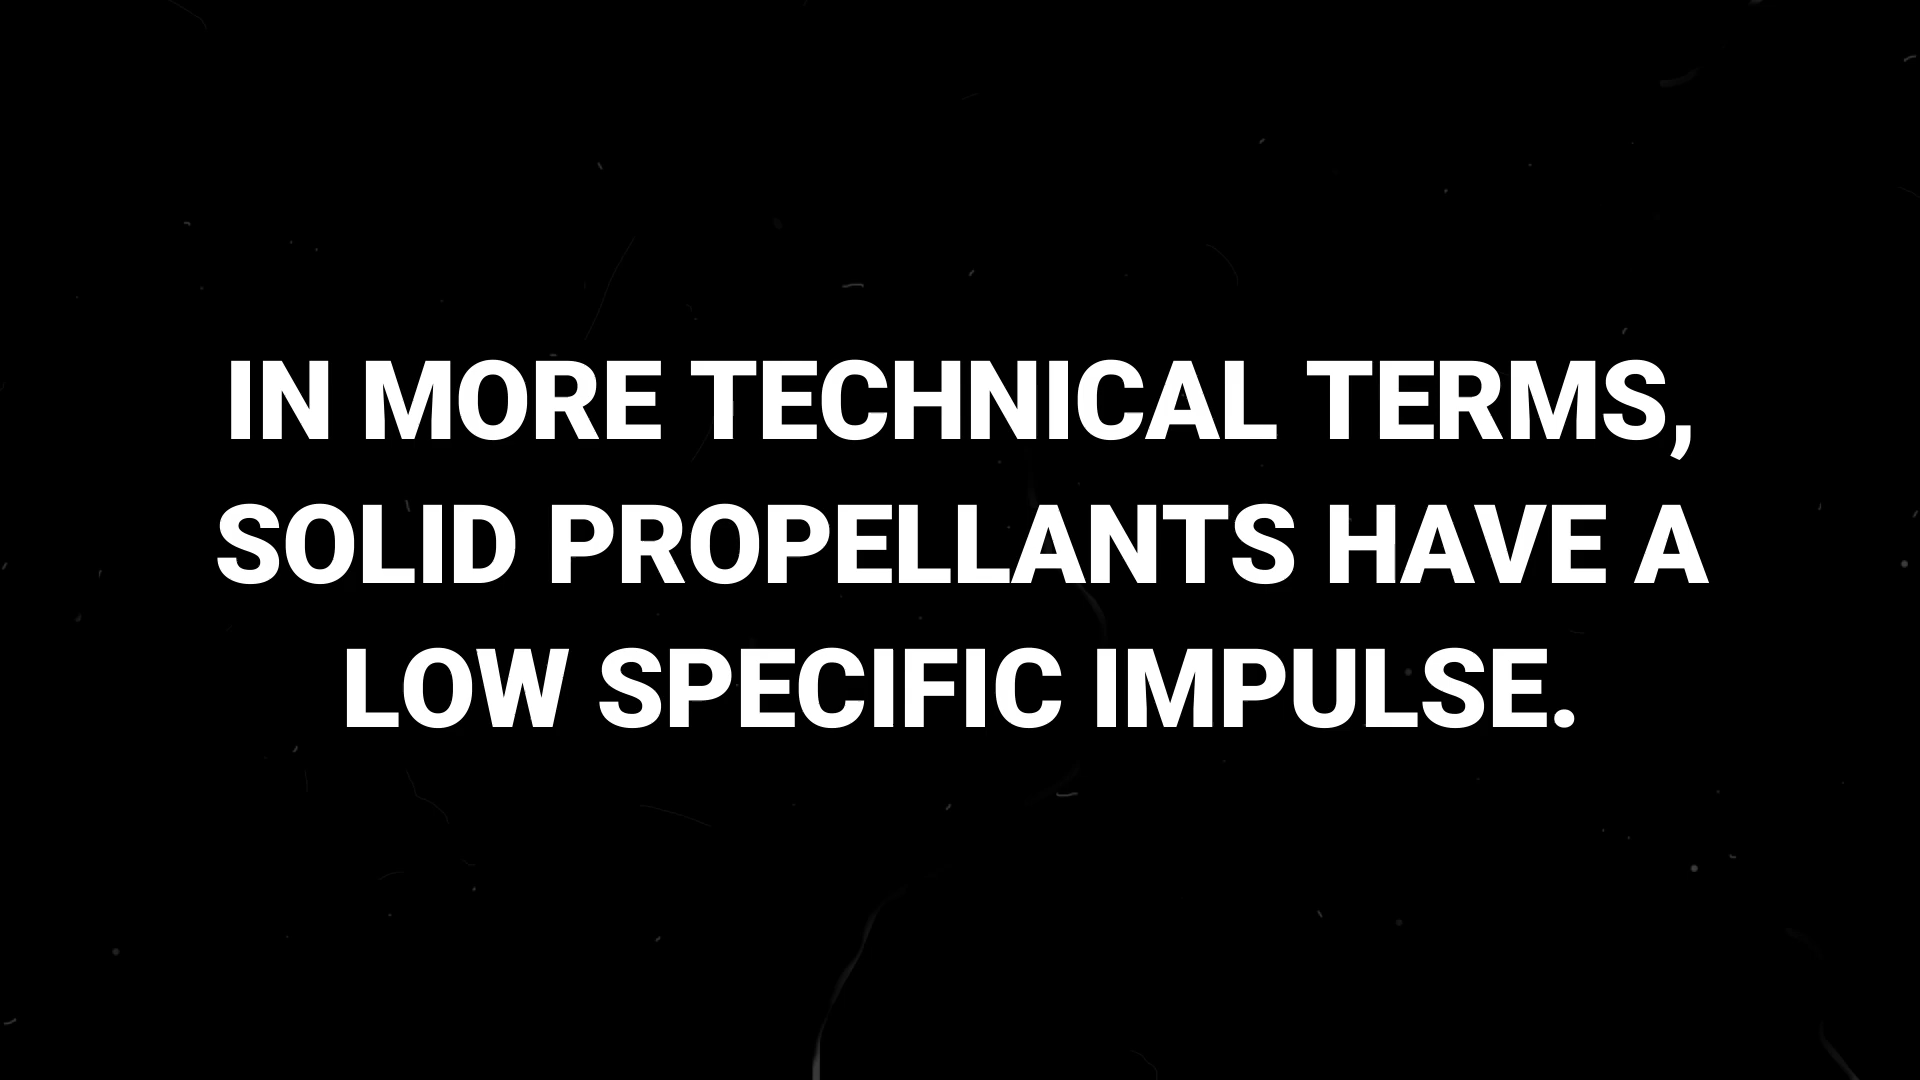 IN MORE TECHNICAL TERMS,
SOLID PROPELLANTS HAVE A
LOW SPECIFIC IMPULSE.